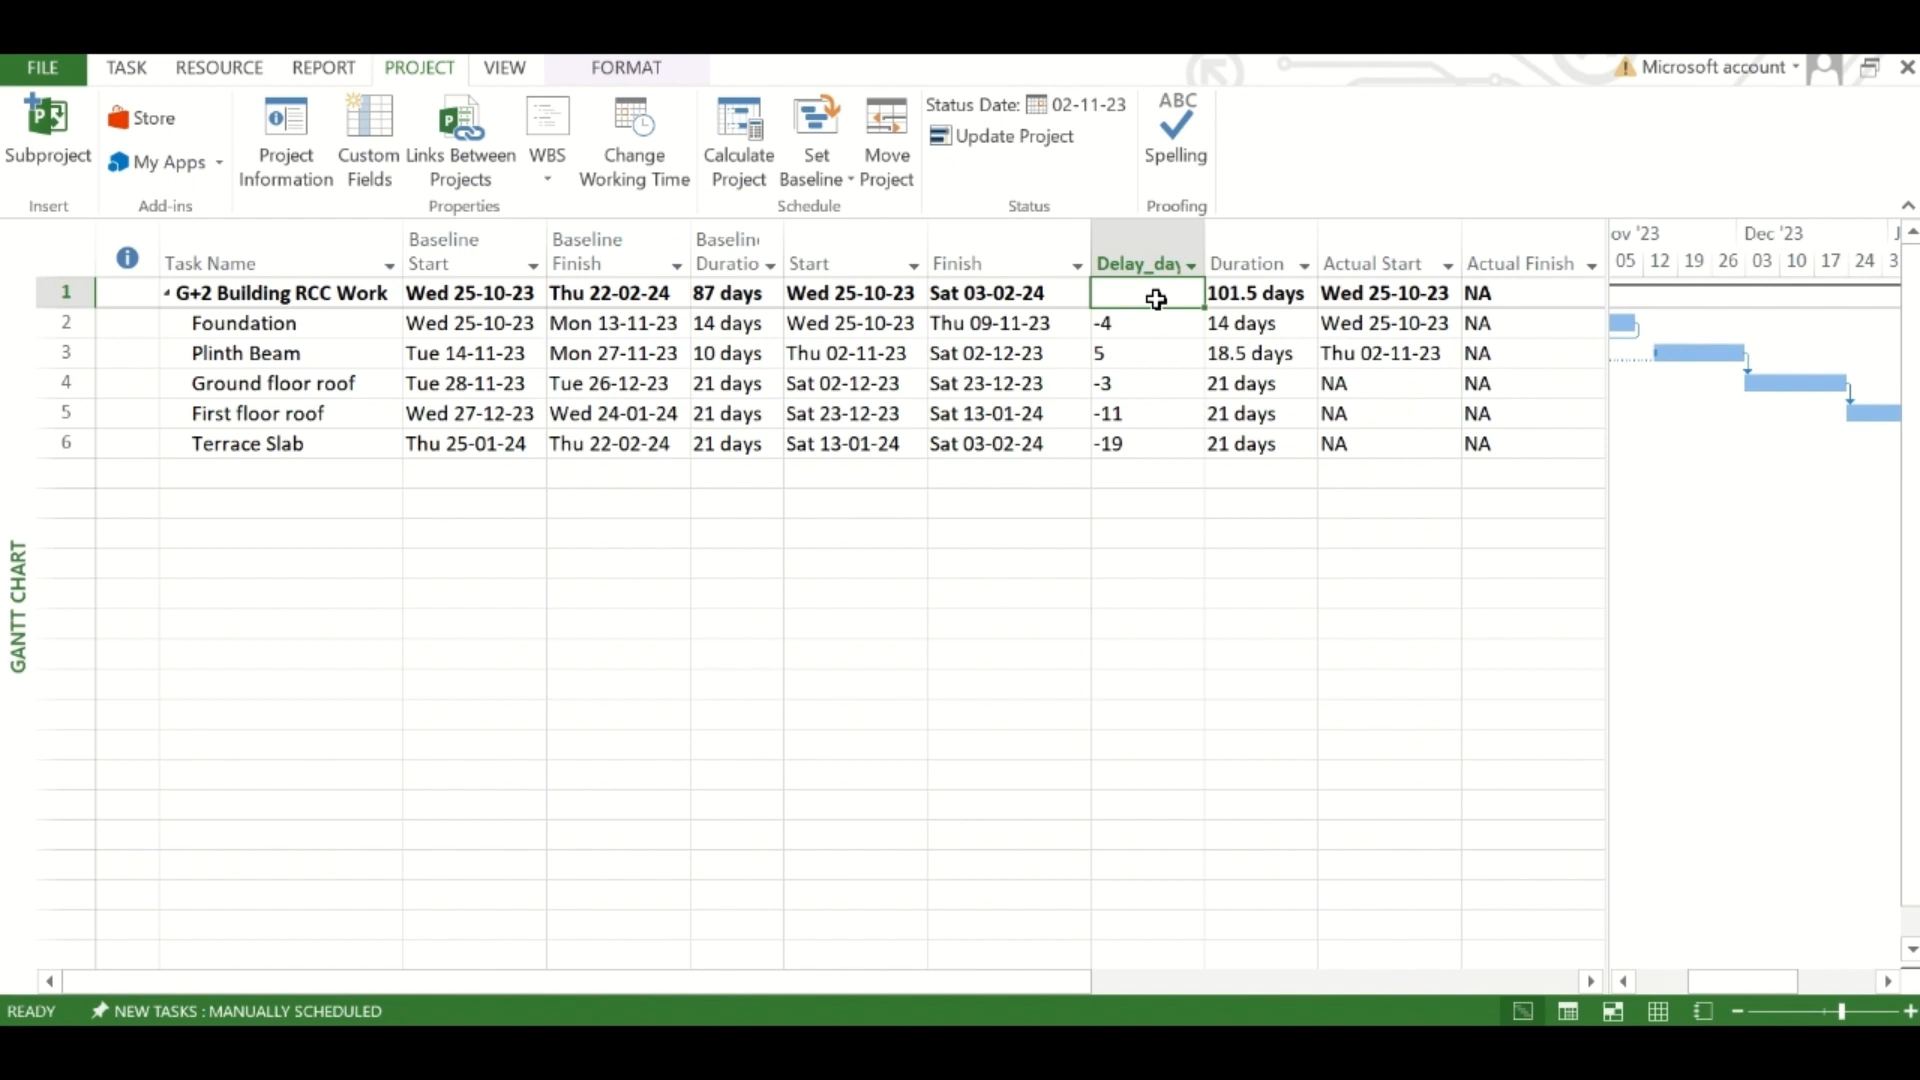 FILE TASK RESOURCE REPORT PROJECT VIEW FORMAT Microsoft account
Subproject
Insert
Store
My Apps
Add-ins
Project Information
Custom Fields
Links Between Projects
WBS
Change Working Time
Properties
Calculate Project
Set Baseline
Move Project
Schedule
Status Date: 02-11-23
Update Project
Status
ABC
Spelling
Proofing
Task Name Baseline Start Baseline Finish Baselin Duratio Start Finish Delay_day Duration Actual Start Actual Finish
1 G+2 Building RCC Work Wed 25-10-23 Thu 22-02-24 87 days Wed 25-10-23 Sat 03-02-24 101.5 days Wed 25-10-23 NA
2 Foundation Wed 25-10-23 Mon 13-11-23 14 days Wed 25-10-23 Thu 09-11-23 -4 14 days Wed 25-10-23 NA
3 Plinth Beam Tue 14-11-23 Mon 27-11-23 10 days Thu 02-11-23 Sat 02-12-23 5 18.5 days Thu 02-11-23 NA
4 Ground floor roof Tue 28-11-23 Tue 26-12-23 21 days Sat 02-12-23 Sat 23-12-23 -3 21 days NA NA
5 First floor roof Wed 27-12-23 Wed 24-01-24 21 days Sat 23-12-23 Sat 13-01-24 -11 21 days NA NA
6 Terrace Slab Thu 25-01-24 Thu 22-02-24 21 days Sat 13-01-24 Sat 03-02-24 -19 21 days NA NA
ov '23 Dec '23 J
05 12 19 26 03 10 17 24 3
GANTT CHART
READY NEW TASKS : MANUALLY SCHEDULED